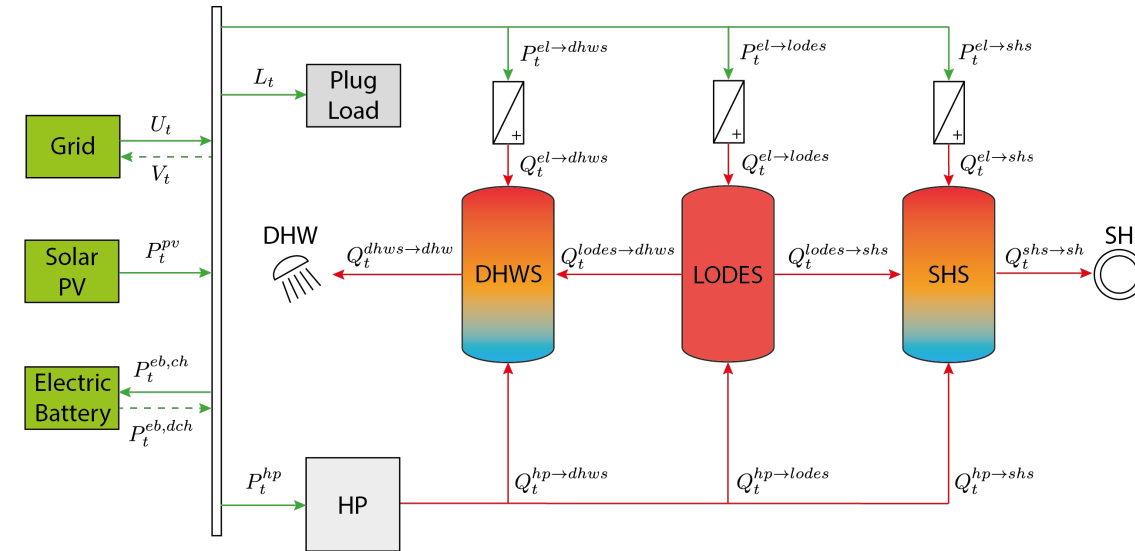 P_t^{el→dhws}
P_t^{el→lodes}
P_t^{el→shs}
L_t
Plug
Load
+
+
+
Grid
U_t
V_t
Q_t^{el→dhws}
Q_t^{el→lodes}
Q_t^{el→shs}
DHW
Q_t^{dhws→dhw}
DHWS
Q_t^{lodes→dhws}
LODES
Q_t^{lodes→shs}
SHS
Q_t^{shs→sh}
SH
Solar
PV
P_t^{pv}
Electric
Battery
P_t^{eb,ch}
P_t^{eb,dch}
P_t^{hp}
HP
Q_t^{hp→dhws}
Q_t^{hp→lodes}
Q_t^{hp→shs}